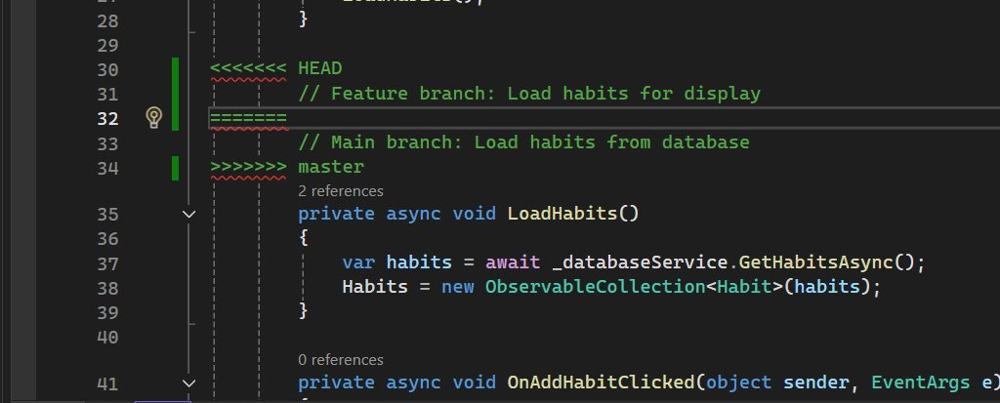 28 }
29
30 <<<<<<< HEAD
31 // Feature branch: Load habits for display
32 =======
33 // Main branch: Load habits from database
34 >>>>>>> master
2 references
35 private async void LoadHabits()
36 {
37 var habits = await _databaseService.GetHabitsAsync();
38 Habits = new ObservableCollection<Habit>(habits);
39 }
40
0 references
41 private async void OnAddHabitClicked(object sender, EventArgs e)